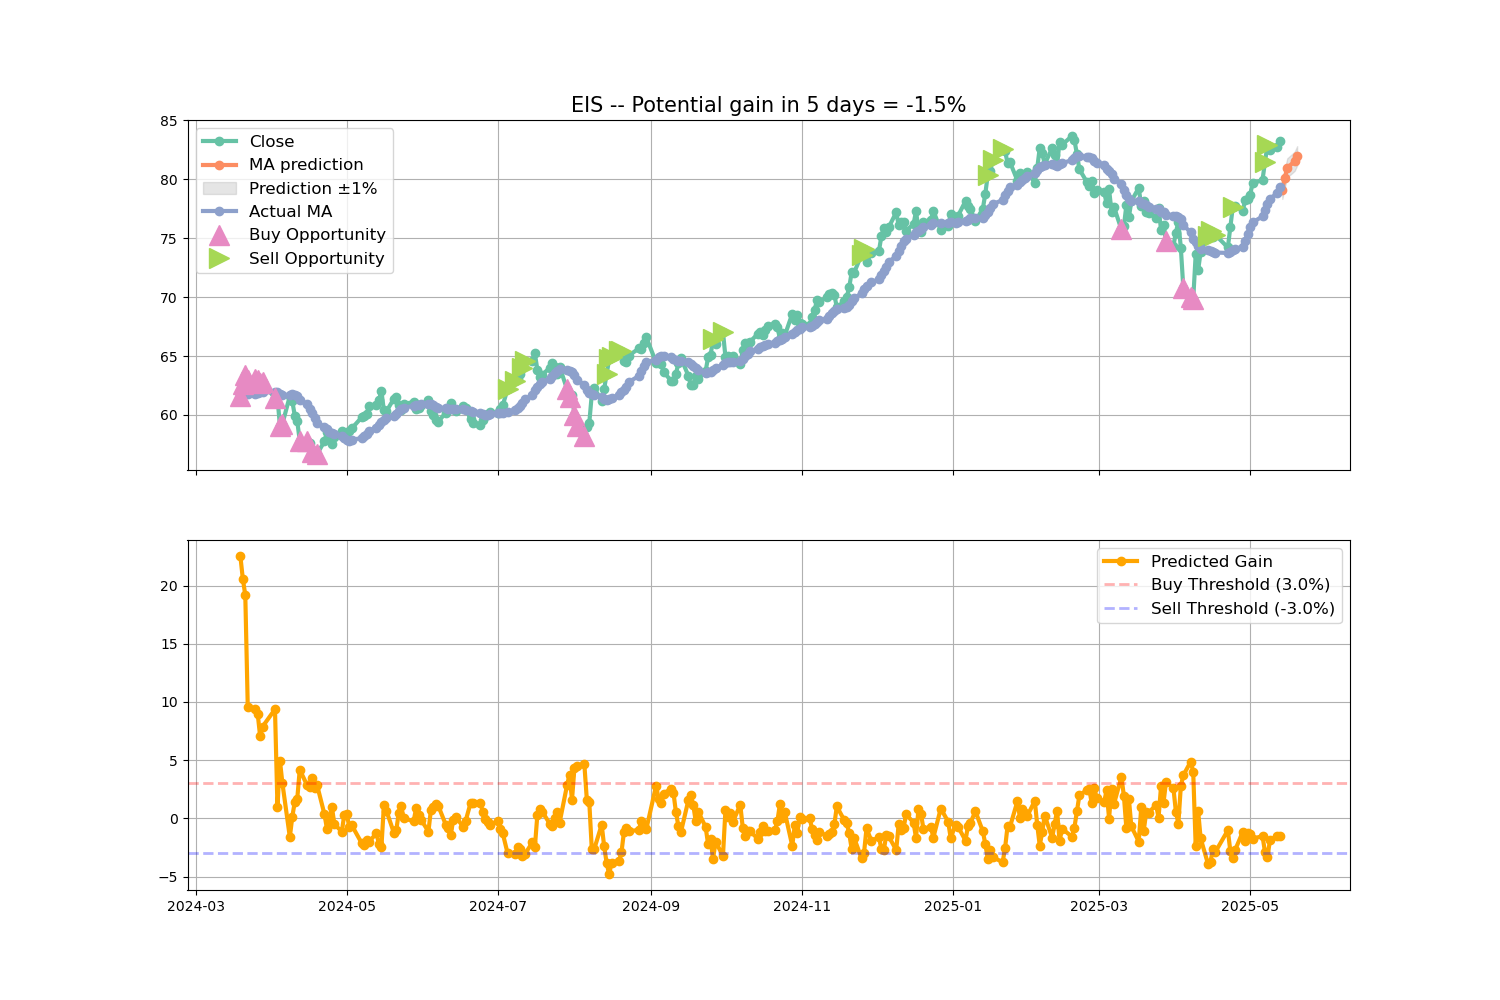 EIS -- Potential gain in 5 days = -1.5%
85
80
75
70
65
60
Close
MA prediction
Prediction ±1%
Actual MA
Buy Opportunity
Sell Opportunity
20
15
10
5
0
−5
Predicted Gain
Buy Threshold (3.0%)
Sell Threshold (-3.0%)
2024-03 2024-05 2024-07 2024-09 2024-11 2025-01 2025-03 2025-05